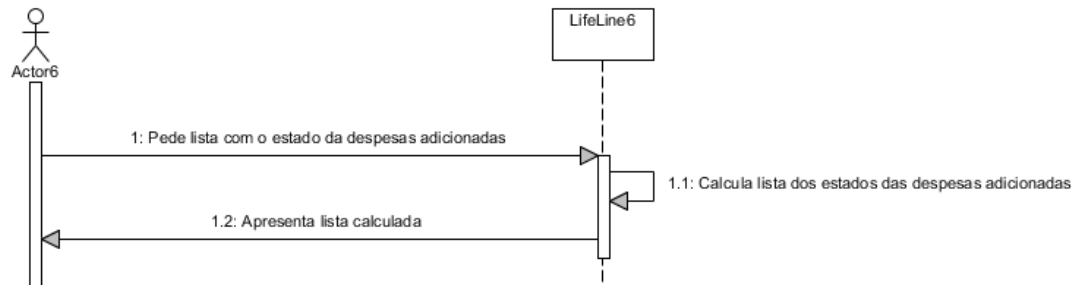 LifeLine6
Actor6
1: Pede lista com o estado da despesas adicionadas
1.1: Calcula lista dos estados das despesas adicionadas
1.2: Apresenta lista calculada